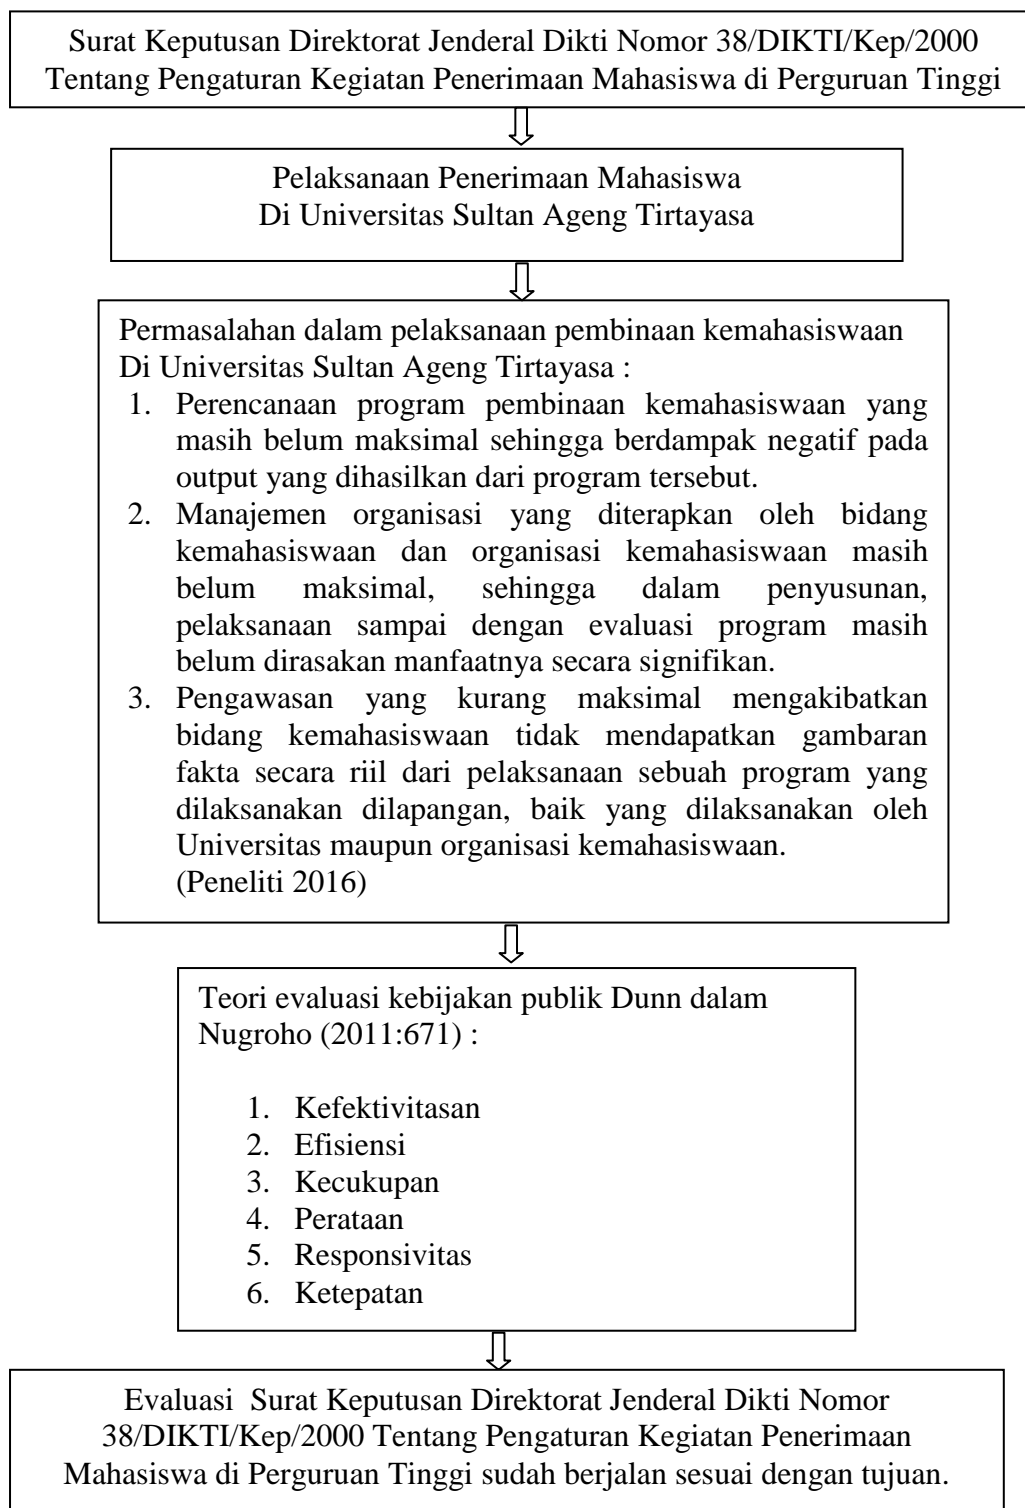 Surat Keputusan Direktorat Jenderal Dikti Nomor 38/DIKTI/Kep/2000
Tentang Pengaturan Kegiatan Penerimaan Mahasiswa di Perguruan Tinggi
Pelaksanaan Penerimaan Mahasiswa
Di Universitas Sultan Ageng Tirtayasa
Permasalahan dalam pelaksanaan pembinaan kemahasiswaan
Di Universitas Sultan Ageng Tirtayasa :
1. Perencanaan program pembinaan kemahasiswaan yang
masih belum maksimal sehingga berdampak negatif pada
output yang dihasilkan dari program tersebut.
2. Manajemen organisasi yang diterapkan oleh bidang
kemahasiswaan dan organisasi kemahasiswaan masih
belum maksimal, sehingga dalam penyusunan,
pelaksanaan sampai dengan evaluasi program masih
belum dirasakan manfaatnya secara signifikan.
3. Pengawasan yang kurang maksimal mengakibatkan
bidang kemahasiswaan tidak mendapatkan gambaran
fakta secara riil dari pelaksanaan sebuah program yang
dilaksanakan dilapangan, baik yang dilaksanakan oleh
Universitas maupun organisasi kemahasiswaan.
(Peneliti 2016)
Teori evaluasi kebijakan publik Dunn dalam
Nugroho (2011:671) :
1. Kefektivitasan
2. Efisiensi
3. Kecukupan
4. Perataan
5. Responsivitas
6. Ketepatan
Evaluasi Surat Keputusan Direktorat Jenderal Dikti Nomor
38/DIKTI/Kep/2000 Tentang Pengaturan Kegiatan Penerimaan
Mahasiswa di Perguruan Tinggi sudah berjalan sesuai dengan tujuan.